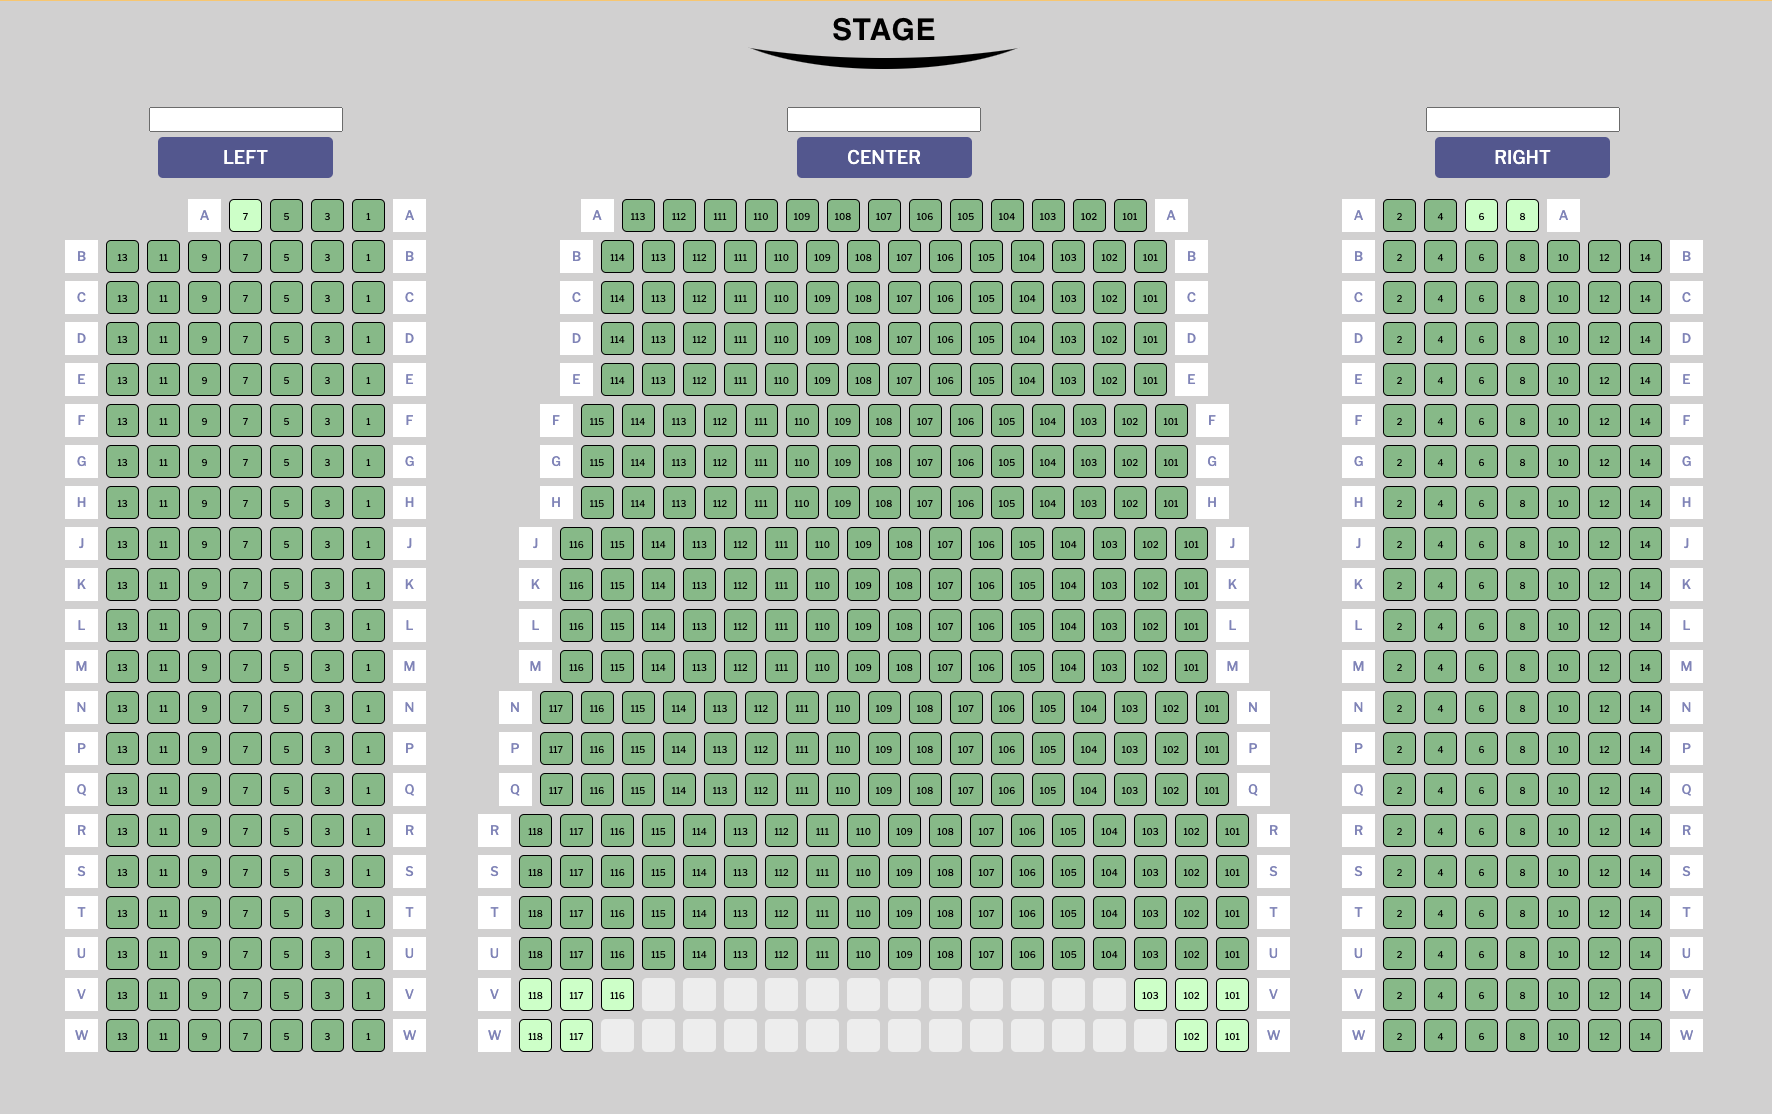 STAGE
LEFT CENTER RIGHT
A 7 5 3 1 A A 113 112 111 110 109 108 107 106 105 104 103 102 101 A A 2 4 6 8 A
B 13 11 9 7 5 3 1 B B 114 113 112 111 110 109 108 107 106 105 104 103 102 101 B B 2 4 6 8 10 12 14 B
C 13 11 9 7 5 3 1 C C 114 113 112 111 110 109 108 107 106 105 104 103 102 101 C C 2 4 6 8 10 12 14 C
D 13 11 9 7 5 3 1 D D 114 113 112 111 110 109 108 107 106 105 104 103 102 101 D D 2 4 6 8 10 12 14 D
E 13 11 9 7 5 3 1 E E 114 113 112 111 110 109 108 107 106 105 104 103 102 101 E E 2 4 6 8 10 12 14 E
F 13 11 9 7 5 3 1 F F 115 114 113 112 111 110 109 108 107 106 105 104 103 102 101 F F 2 4 6 8 10 12 14 F
G 13 11 9 7 5 3 1 G G 115 114 113 112 111 110 109 108 107 106 105 104 103 102 101 G G 2 4 6 8 10 12 14 G
H 13 11 9 7 5 3 1 H H 115 114 113 112 111 110 109 108 107 106 105 104 103 102 101 H H 2 4 6 8 10 12 14 H
J 13 11 9 7 5 3 1 J J 116 115 114 113 112 111 110 109 108 107 106 105 104 103 102 101 J J 2 4 6 8 10 12 14 J
K 13 11 9 7 5 3 1 K K 116 115 114 113 112 111 110 109 108 107 106 105 104 103 102 101 K K 2 4 6 8 10 12 14 K
L 13 11 9 7 5 3 1 L L 116 115 114 113 112 111 110 109 108 107 106 105 104 103 102 101 L L 2 4 6 8 10 12 14 L
M 13 11 9 7 5 3 1 M M 116 115 114 113 112 111 110 109 108 107 106 105 104 103 102 101 M M 2 4 6 8 10 12 14 M
N 13 11 9 7 5 3 1 N N 117 116 115 114 113 112 111 110 109 108 107 106 105 104 103 102 101 N N 2 4 6 8 10 12 14 N
P 13 11 9 7 5 3 1 P P 117 116 115 114 113 112 111 110 109 108 107 106 105 104 103 102 101 P P 2 4 6 8 10 12 14 P
Q 13 11 9 7 5 3 1 Q Q 117 116 115 114 113 112 111 110 109 108 107 106 105 104 103 102 101 Q Q 2 4 6 8 10 12 14 Q
R 13 11 9 7 5 3 1 R R 118 117 116 115 114 113 112 111 110 109 108 107 106 105 104 103 102 101 R R 2 4 6 8 10 12 14 R
S 13 11 9 7 5 3 1 S S 118 117 116 115 114 113 112 111 110 109 108 107 106 105 104 103 102 101 S S 2 4 6 8 10 12 14 S
T 13 11 9 7 5 3 1 T T 118 117 116 115 114 113 112 111 110 109 108 107 106 105 104 103 102 101 T T 2 4 6 8 10 12 14 T
U 13 11 9 7 5 3 1 U U 118 117 116 115 114 113 112 111 110 109 108 107 106 105 104 103 102 101 U U 2 4 6 8 10 12 14 U
V 13 11 9 7 5 3 1 V V 118 117 116 103 102 101 V V 2 4 6 8 10 12 14 V
W 13 11 9 7 5 3 1 W W 118 117 102 101 W W 2 4 6 8 10 12 14 W